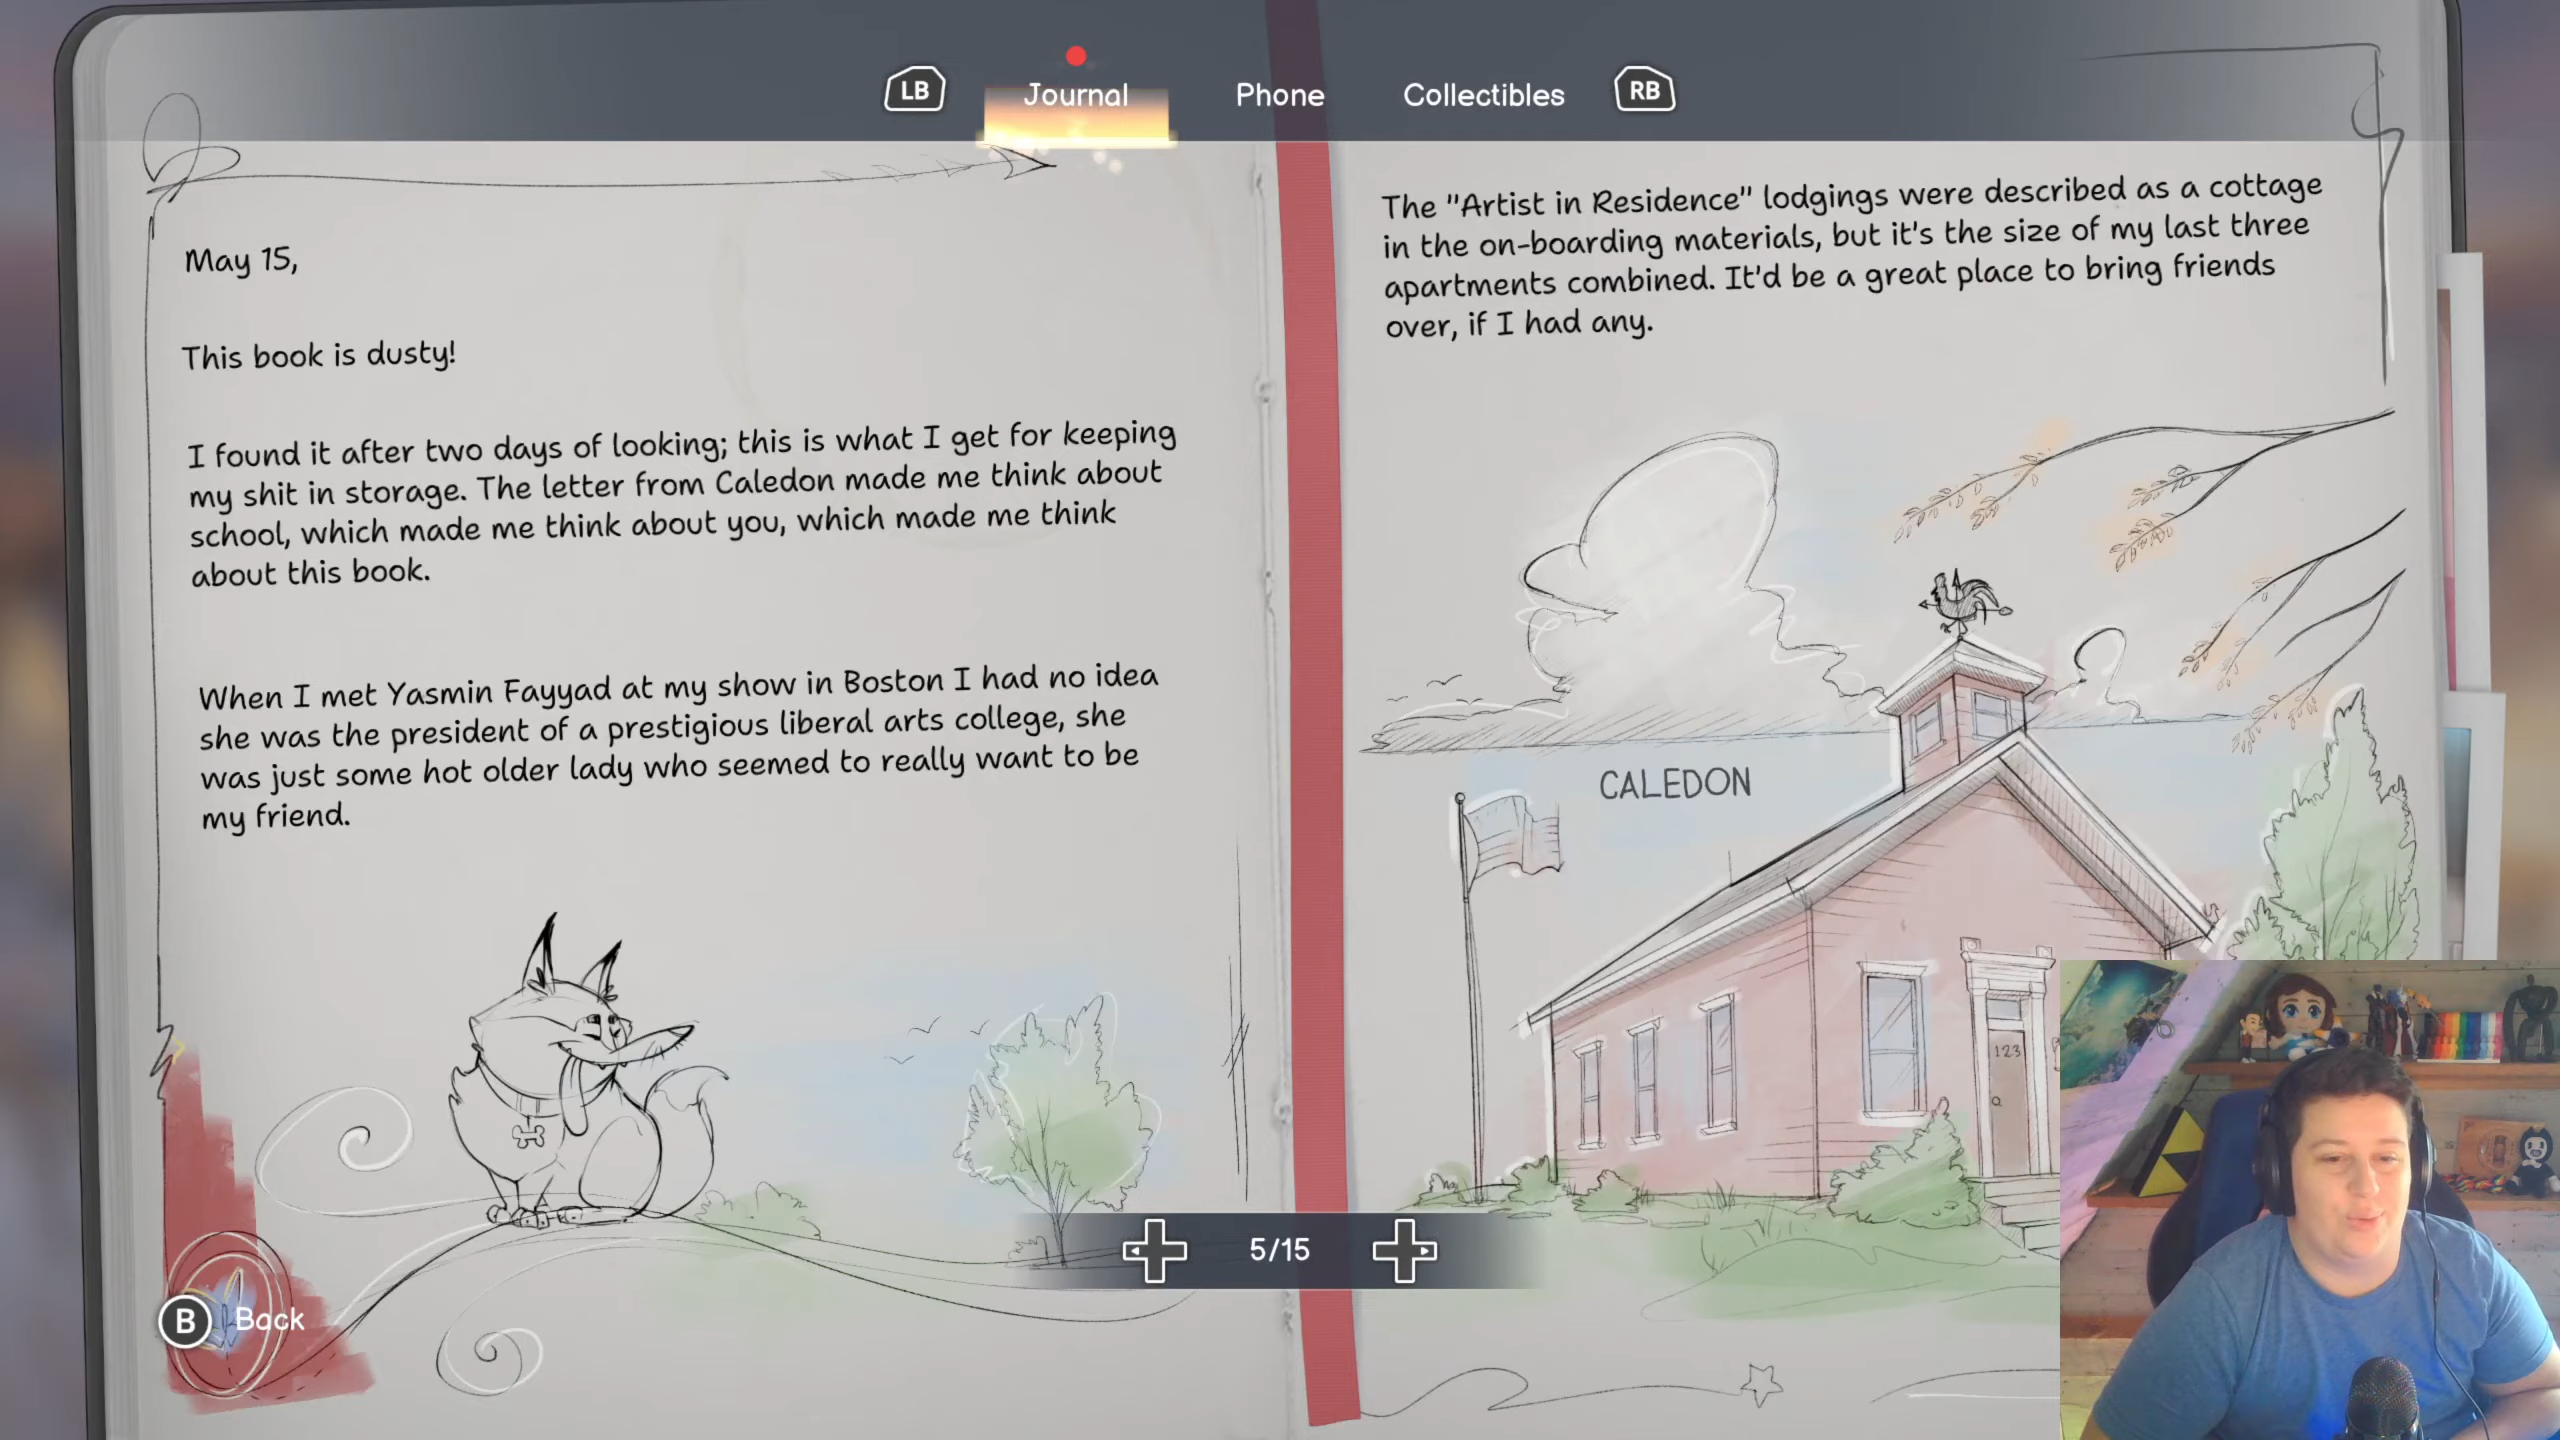 LB
Journal
Phone
Collectibles
RB
May 15,
This book is dusty!
I found it after two days of looking; this is what I get for keeping
my shit in storage. The letter from Caledon made me think about
school, which made me think about you, which made me think
about this book.
When I met Yasmin Fayyad at my show in Boston I had no idea
she was the president of a prestigious liberal arts college, she
was just some hot older lady who seemed to really want to be
my friend.
The "Artist in Residence" lodgings were described as a cottage
in the on-boarding materials, but it's the size of my last three
apartments combined. It'd be a great place to bring friends
over, if I had any.
CALEDON
123
5/15
B Back